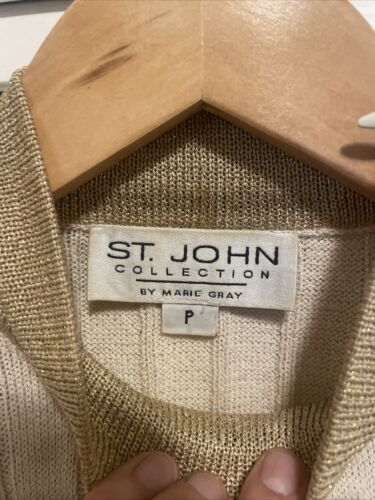 ST. JOHN
COLLECTION
BY MARIE GRAY
P